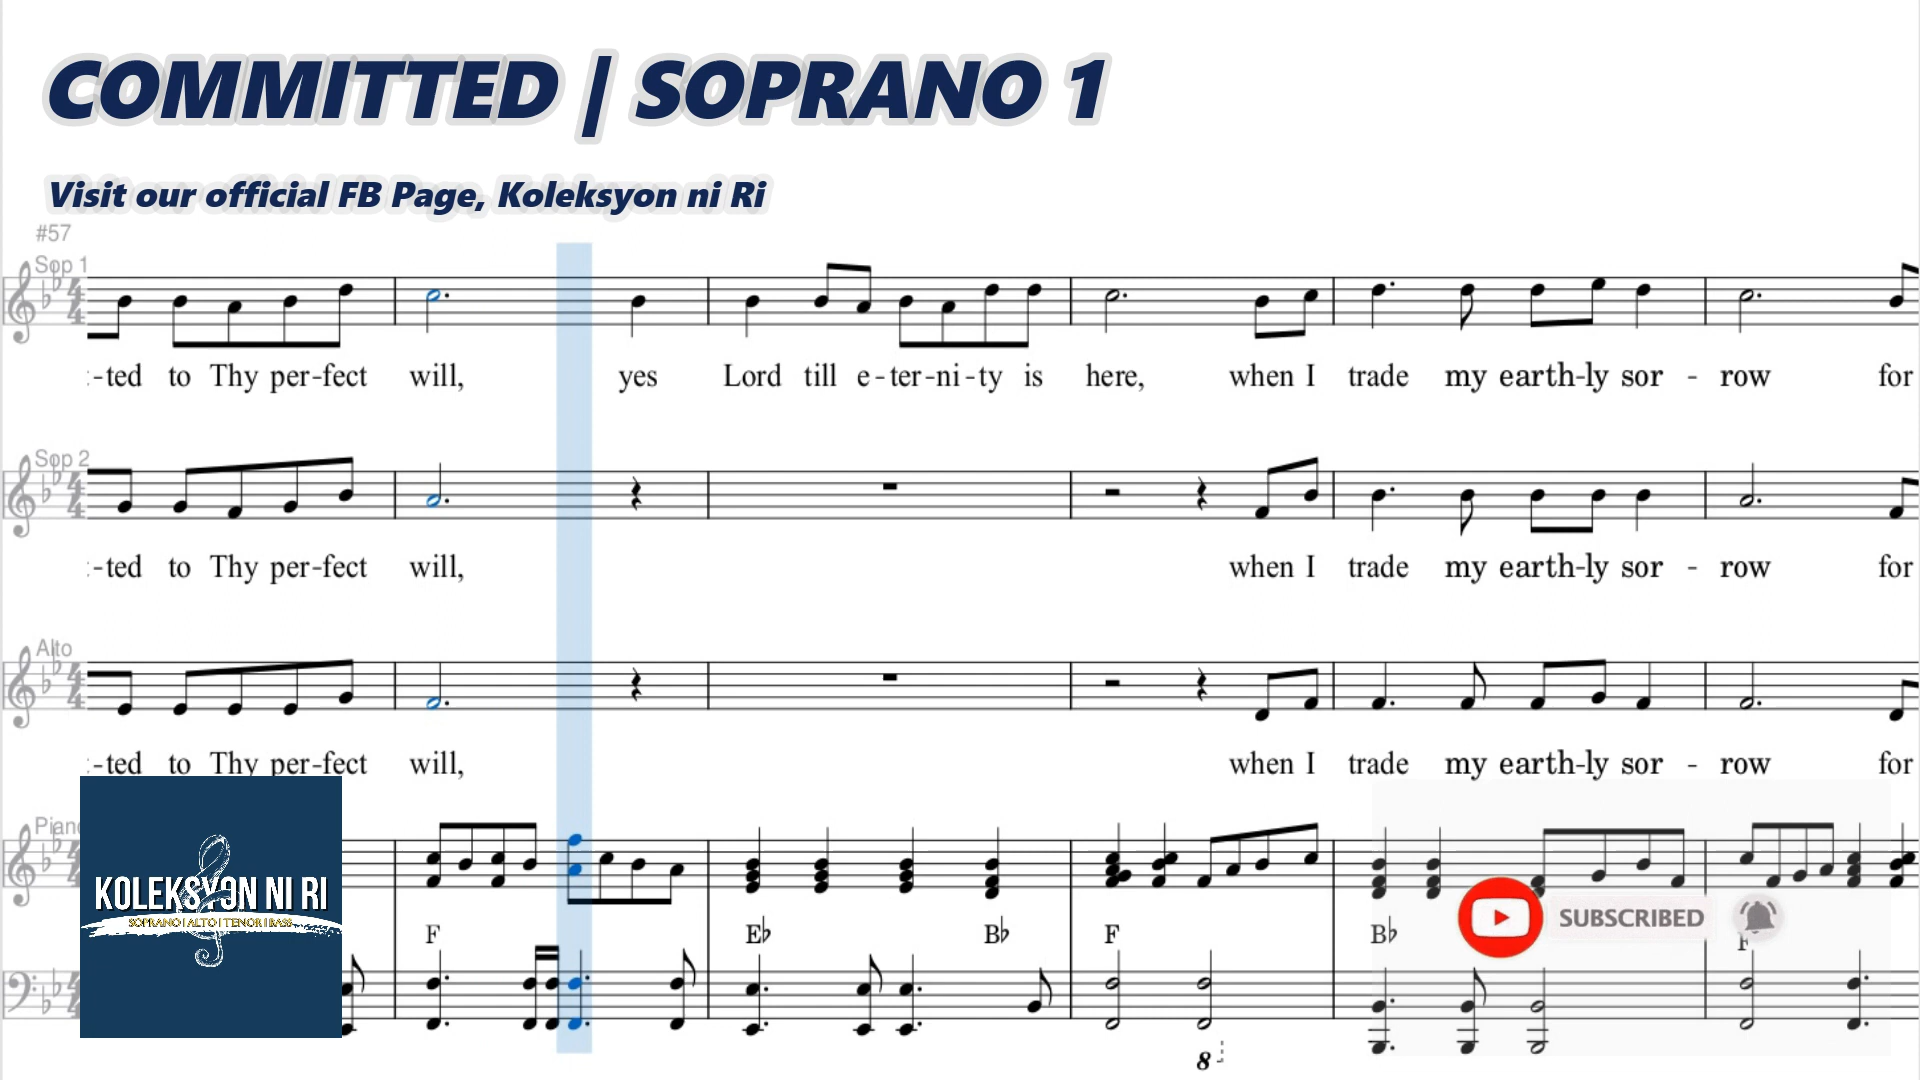 COMMITTED | SOPRANO 1
Visit our official FB Page, Koleksyon ni Ri
#57
Sop 1
-ted to Thy per-fect will, yes Lord till e-ter-ni-ty is here, when I trade my earth-ly sor - row for
Sop 2
-ted to Thy per-fect will, when I trade my earth-ly sor - row for
Alto
-ted to Thy per-fect will, when I trade my earth-ly sor - row for
Piano
KOLEKSYON NI RI
SOPRANO | ALTO | TENOR | BASS
F E♭ B♭ F B♭ F
SUBSCRIBED
8